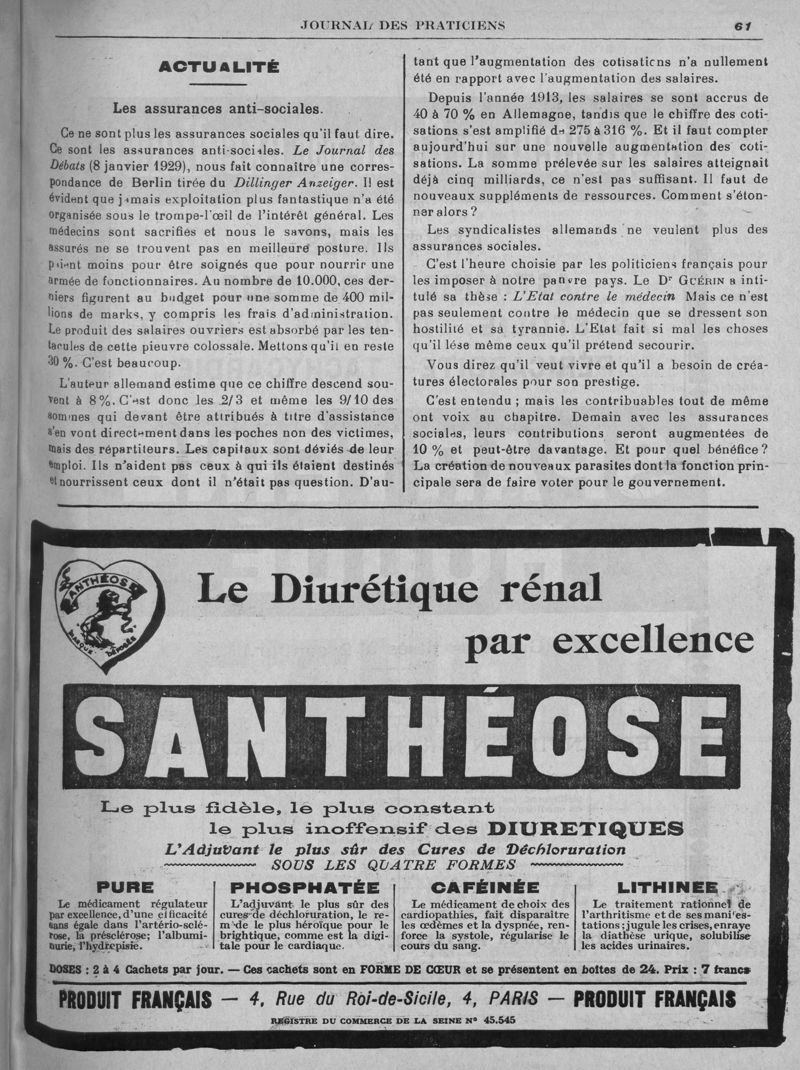 JOURNAL DES PRATICIENS
61
ACTUALITÉ
Les assurances anti-sociales.
Ce ne sont plus les assurances sociales qu'il faut dire.
Ce sont les assurances anti-sociales. Le Journal des
Débats (8 janvier 1929), nous fait connaître une corres-
pondance de Berlin tirée du Dillinger Anzeiger. Il est
évident que jamais exploitation plus fantastique n'a été
organisée sous le trompe-l'œil de l'intérêt général. Les
médecins sont sacrifiés et nous le savons, mais les
assurés ne se trouvent pas en meilleure posture. Ils
paient moins pour être soignés que pour nourrir une
armée de fonctionnaires. Au nombre de 10.000, ces der-
niers figurent au budget pour une somme de 400 mil-
lions de marks, y compris les frais d'administration.
Le produit des salaires ouvriers est absorbé par les ten-
tacules de cette pieuvre colossale. Mettons qu'il en reste
30 %. C'est beaucoup.
L'auteur allemand estime que ce chiffre descend sou-
vent à 8 %. C'est donc les 2/3 et même les 9/10 des
sommes qui devant être attribués à titre d'assistance
s'en vont directement dans les poches non des victimes,
mais des répartiteurs. Les capitaux sont déviés de leur
emploi. Ils n'aident pas ceux à qui ils étaient destinés
et nourrissent ceux dont il n'était pas question. D'au-
tant que l'augmentation des cotisations n'a nullement
été en rapport avec l'augmentation des salaires.
Depuis l'année 1913, les salaires se sont accrus de
40 à 70 % en Allemagne, tandis que le chiffre des coti-
sations s'est amplifié de 275 à 316 %. Et il faut compter
aujourd'hui sur une nouvelle augmentation des coti-
sations. La somme prélevée sur les salaires atteignait
déjà cinq milliards, ce n'est pas suffisant. Il faut de
nouveaux suppléments de ressources. Comment s'éton-
ner alors ?
Les syndicalistes allemands ne veulent plus des
assurances sociales.
C'est l'heure choisie par les politiciens français pour
les imposer à notre pauvre pays. Le Dr GUÉRIN a inti-
tulé sa thèse : L'Etat contre le médecin Mais ce n'est
pas seulement contre le médecin que se dressent son
hostilité et sa tyrannie. L'Etat fait si mal les choses
qu'il lèse même ceux qu'il prétend secourir.
Vous direz qu'il veut vivre et qu'il a besoin de créa-
tures électorales pour son prestige.
C'est entendu ; mais les contribuables tout de même
ont voix au chapitre. Demain avec les assurances
sociales, leurs contributions seront augmentées de
10 % et peut-être davantage. Et pour quel bénéfice ?
La création de nouveaux parasites dont la fonction prin-
cipale sera de faire voter pour le gouvernement.
SANTHÉOSE
MARQUE DÉPOSÉE
Le Diurétique rénal
par excellence
SANTHÉOSE
Le plus fidèle, le plus constant
le plus inoffensif des DIURETIQUES
L'Adjuvant le plus sûr des Cures de Déchloruration
SOUS LES QUATRE FORMES
PURE
Le médicament régulateur
par excellence, d'une efficacité
sans égale dans l'artério-sclé-
rose, la présclérose; l'albumi-
nurie, l'hydropisie.
PHOSPHATÉE
L'adjuvant le plus sûr des
cures de déchloruration, le re-
mède le plus héroïque pour le
brightique, comme est la digi-
tale pour le cardiaque.
CAFÉINÉE
Le médicament de choix des
cardiopathies, fait disparaître
les œdèmes et la dyspnée, ren-
force la systole, régularise le
cours du sang.
LITHINÉE
Le traitement rationnel de
l'arthritisme et de ses manifes-
tations; jugule les crises, enraye
la diathèse urique, solubilise
les acides urinaires.
DOSES : 2 à 4 Cachets par jour. — Ces cachets sont en FORME DE CŒUR et se présentent en boîtes de 24. Prix : 7 francs
PRODUIT FRANÇAIS — 4, Rue du Roi-de-Sicile, 4, PARIS — PRODUIT FRANÇAIS
REGISTRE DU COMMERCE DE LA SEINE N° 45.545